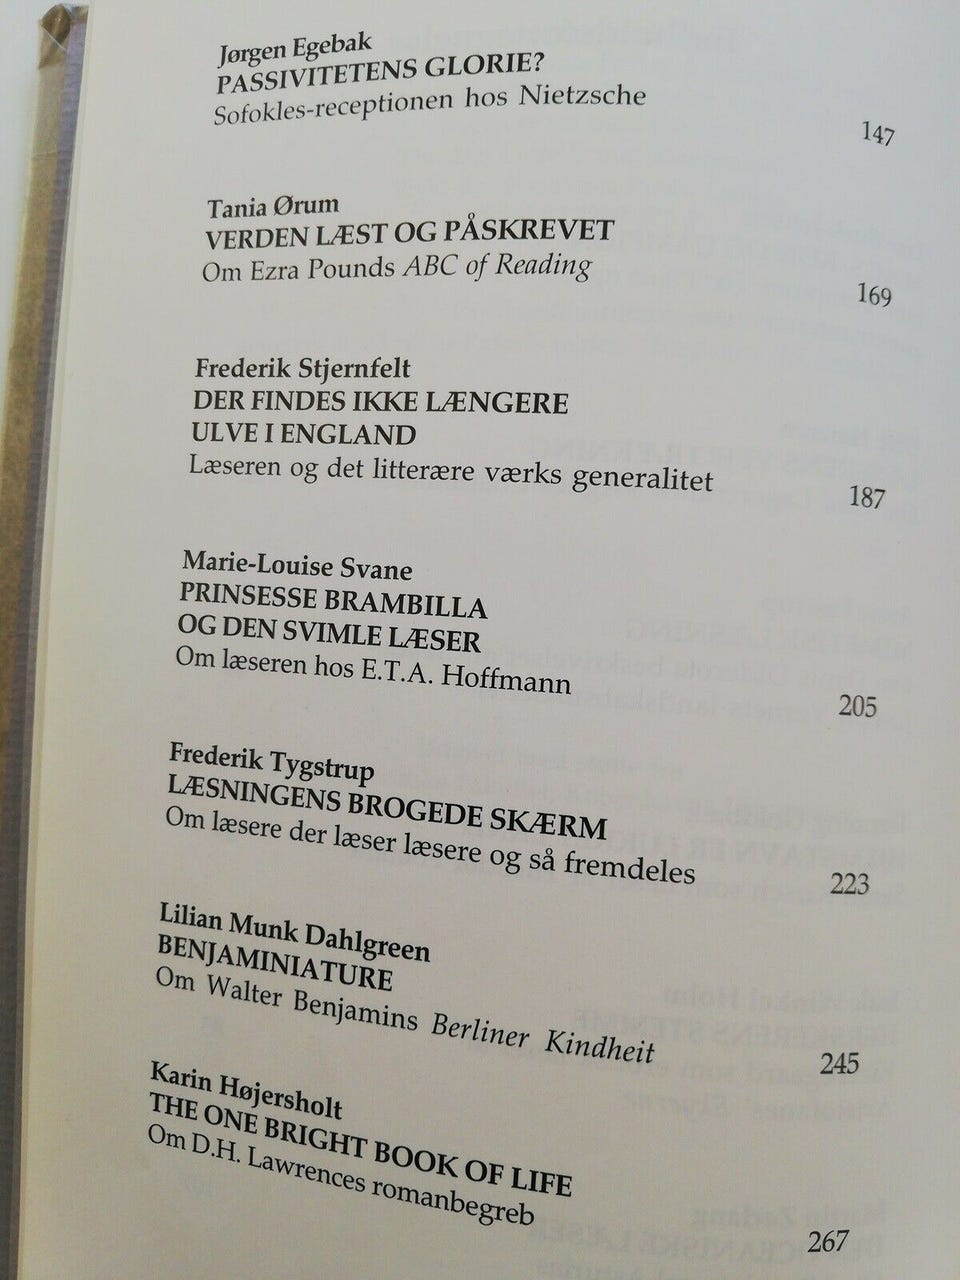 Jørgen Egebak
PASSIVITETENS GLORIE?
Sofokles-receptionen hos Nietzsche
147
Tania Ørum
VERDEN LÆST OG PÅSKREVET
Om Ezra Pounds ABC of Reading
169
Frederik Stjernfelt
DER FINDES IKKE LÆNGERE
ULVE I ENGLAND
Læseren og det litterære værks generalitet
187
Marie-Louise Svane
PRINSESSE BRAMBILLA
OG DEN SVIMLE LÆSER
Om læseren hos E.T.A. Hoffmann
205
Frederik Tygstrup
LÆSNINGENS BROGEDE SKÆRM
Om læsere der læser læsere og så fremdeles
223
Lilian Munk Dahlgreen
BENJAMINIATURE
Om Walter Benjamins Berliner Kindheit
245
Karin Højersholt
THE ONE BRIGHT BOOK OF LIFE
Om D.H. Lawrences romanbegreb
267